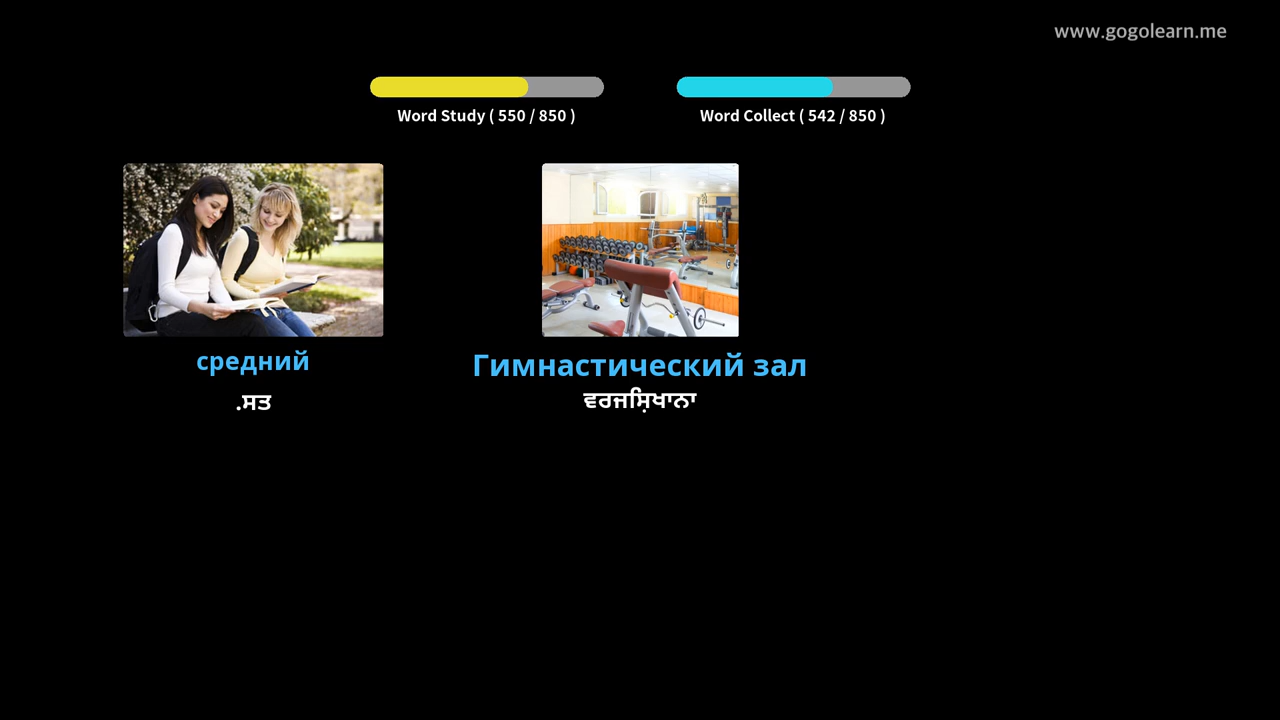 www.gogolearn.me
Word Study ( 550 / 850 )
Word Collect ( 542 / 850 )
средний
.ਸਤ
Гимнастический зал
ਵਰਜਸ਼ਿਖਾਨਾ